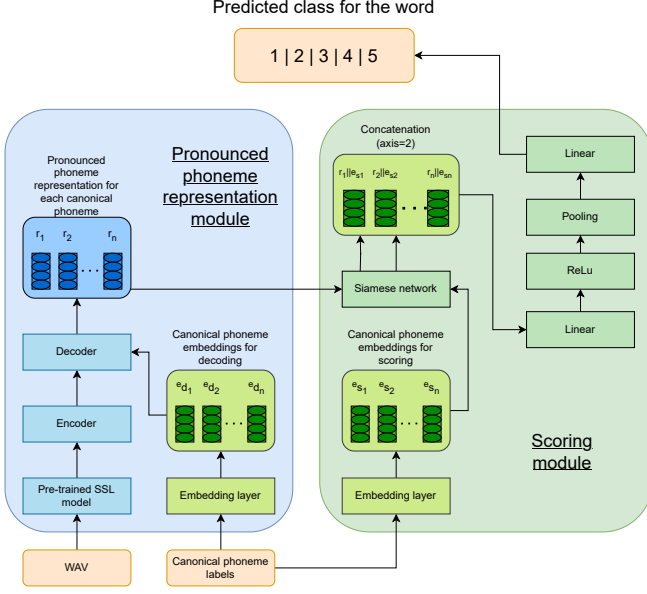 Predicted class for the word
1 | 2 | 3 | 4 | 5
Pronounced
phoneme
representation for
each canonical
phoneme
Pronounced
phoneme
representation
module
r1 r2 rn
Decoder
Encoder
Pre-trained SSL
model
WAV
Canonical phoneme
embeddings for
decoding
ed1 ed2 edn
Embedding layer
Canonical phoneme
labels
Concatenation
(axis=2)
r1||es1 r2||es2 rn||esn
Siamese network
Canonical phoneme
embeddings for
scoring
es1 es2 esn
Embedding layer
Linear
Pooling
ReLu
Linear
Scoring
module